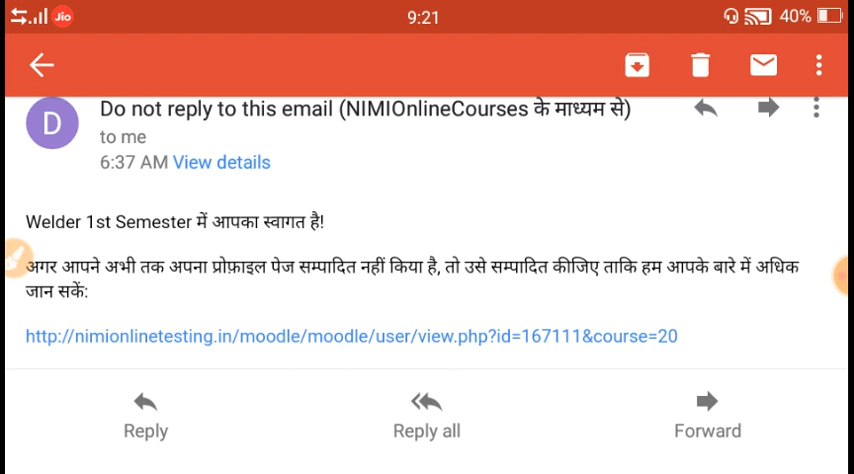 Jio 9:21 40%
D Do not reply to this email (NIMIOnlineCourses के माध्यम से)
to me
6:37 AM View details
Welder 1st Semester में आपका स्वागत है!
अगर आपने अभी तक अपना प्रोफ़ाइल पेज सम्पादित नहीं किया है, तो उसे सम्पादित कीजिए ताकि हम आपके बारे में अधिक
जान सकें:
http://nimionlinetesting.in/moodle/moodle/user/view.php?id=167111&course=20
Reply Reply all Forward